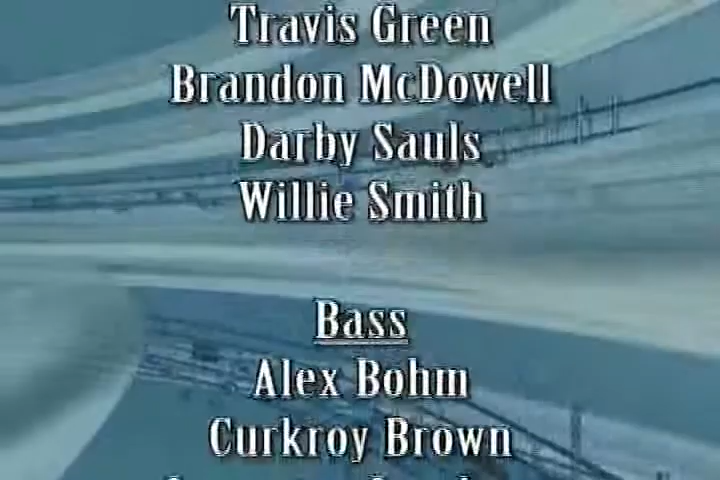 Travis Green
Brandon McDowell
Darby Sauls
Willie Smith
Bass
Alex Bohm
Curkroy Brown